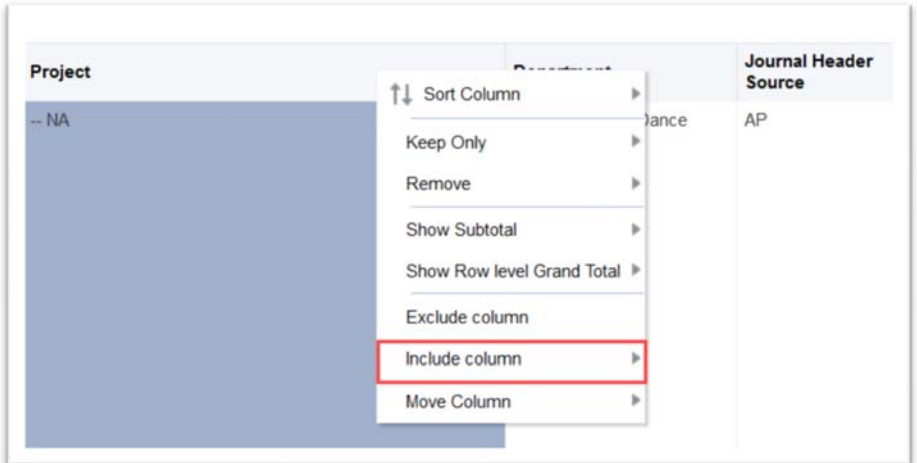 Project
Journal Header
Source
-- NA
Dance
AP
Sort Column
Keep Only
Remove
Show Subtotal
Show Row level Grand Total
Exclude column
Include column
Move Column